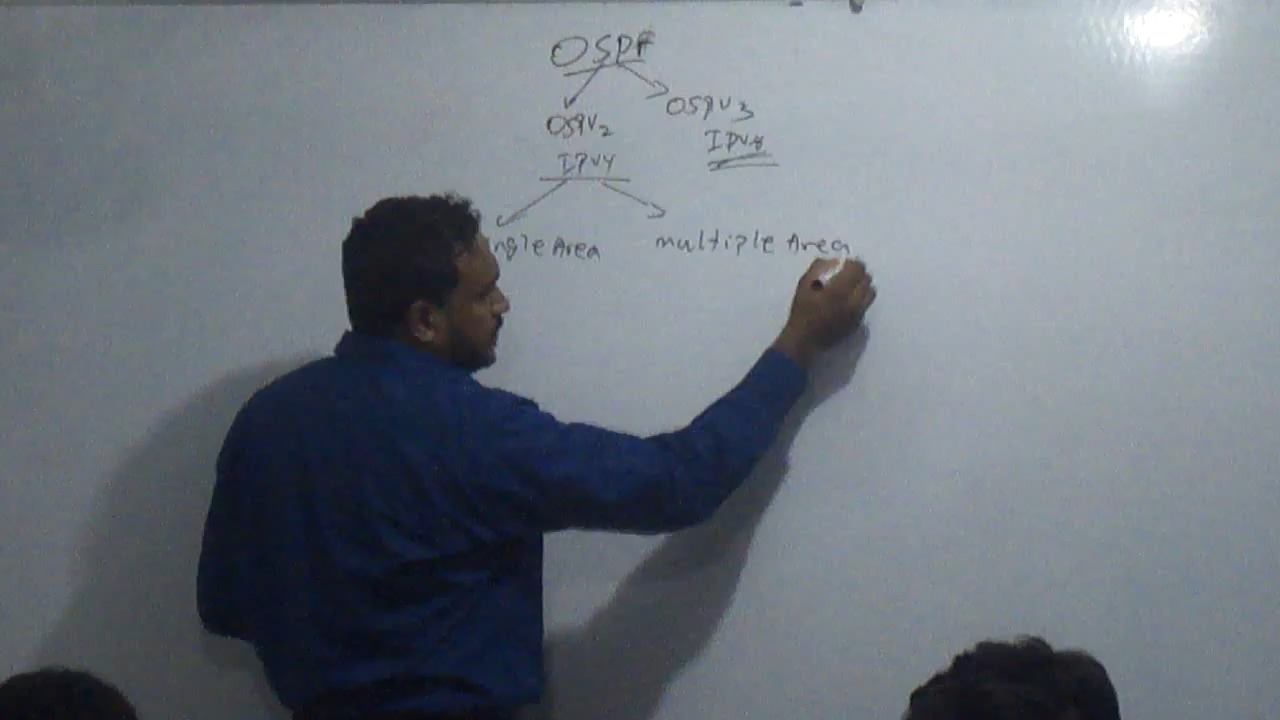 OSPF
OSPV2
OSPV3
IPV4
IPV6
ngle Area
multiple Area